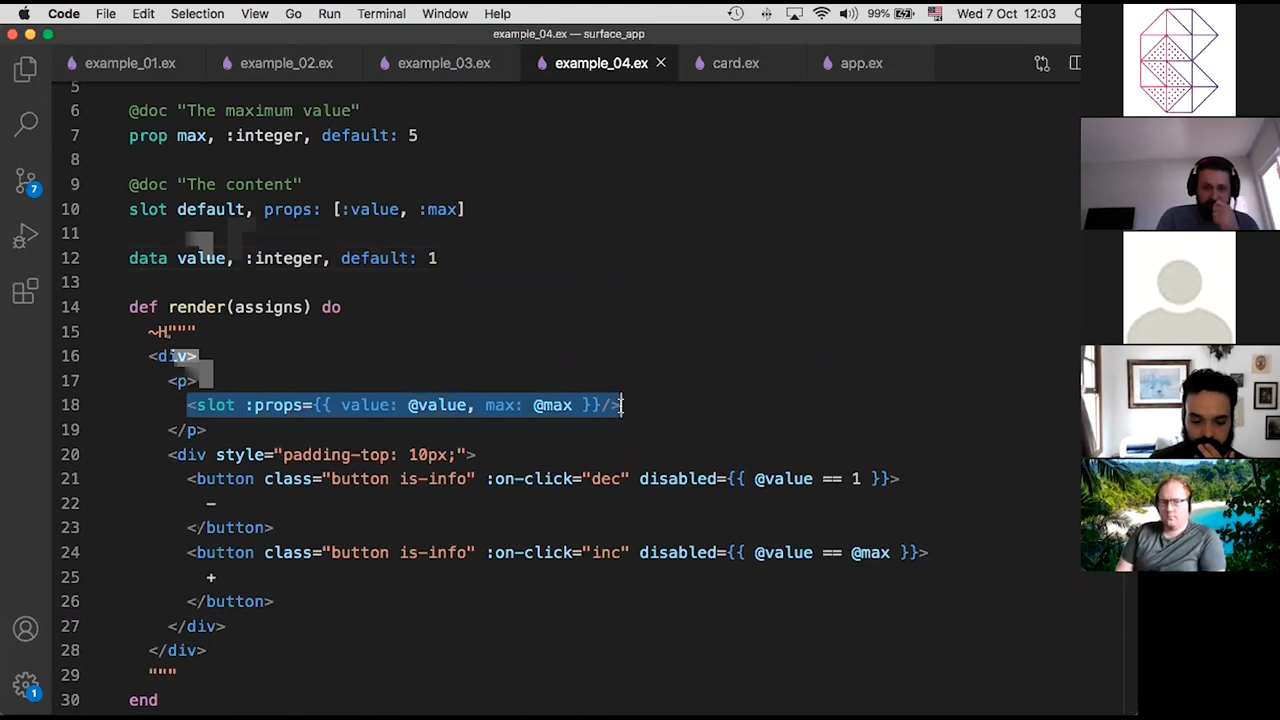 Code File Edit Selection View Go Run Terminal Window Help 99% Wed 7 Oct 12:03
example_04.ex — surface_app
example_01.ex example_02.ex example_03.ex example_04.ex card.ex app.ex
5
6 @doc "The maximum value"
7 prop max, :integer, default: 5
8
9 @doc "The content"
10 slot default, props: [:value, :max]
11
12 data value, :integer, default: 1
13
14 def render(assigns) do
15 ~H"""
16 <div>
17 <p>
18 <slot :props={{ value: @value, max: @max }}/>
19 </p>
20 <div style="padding-top: 10px;">
21 <button class="button is-info" :on-click="dec" disabled={{ @value == 1 }}>
22 -
23 </button>
24 <button class="button is-info" :on-click="inc" disabled={{ @value == @max }}>
25 +
26 </button>
27 </div>
28 </div>
29 """
30 end
7
1